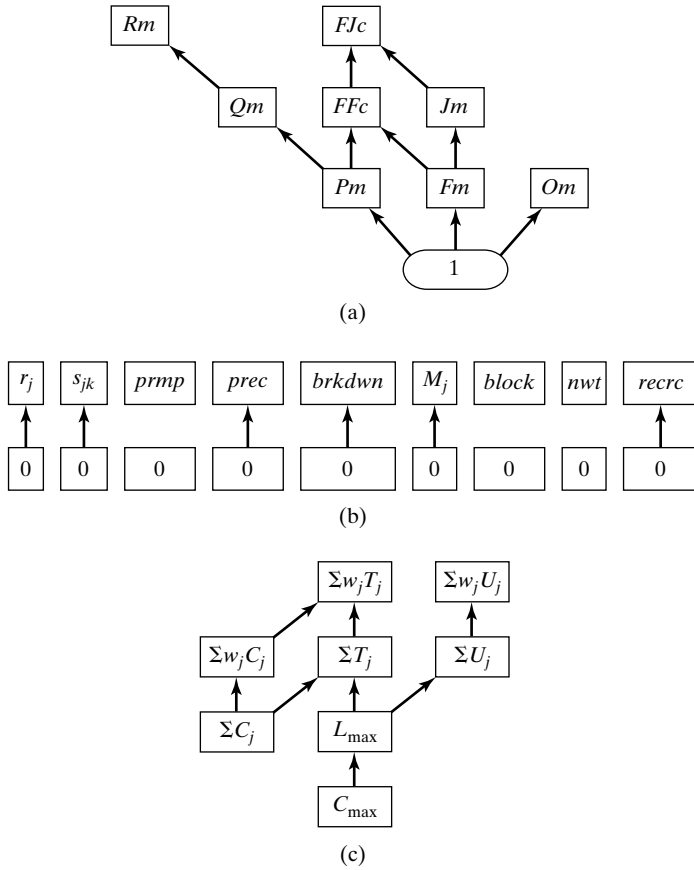 Rm FJc
Qm FFc Jm
Pm Fm Om
1
(a)
r_j s_jk prmp prec brkdwn M_j block nwt recrc
0 0 0 0 0 0 0 0 0
(b)
Σw_jT_j Σw_jU_j
Σw_jC_j ΣT_j ΣU_j
ΣC_j L_max
C_max
(c)